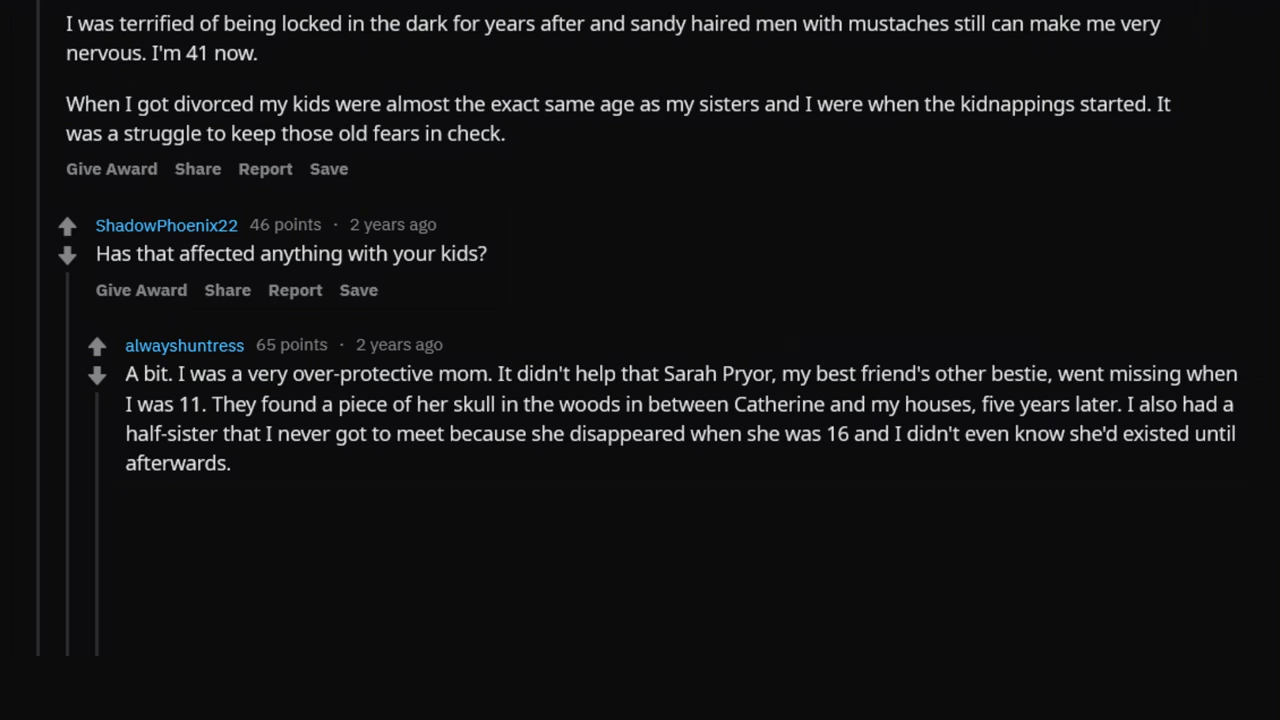 I was terrified of being locked in the dark for years after and sandy haired men with mustaches still can make me very
nervous. I'm 41 now.
When I got divorced my kids were almost the exact same age as my sisters and I were when the kidnappings started. It
was a struggle to keep those old fears in check.
Give Award Share Report Save
ShadowPhoenix22 46 points · 2 years ago
Has that affected anything with your kids?
Give Award Share Report Save
alwayshuntress 65 points · 2 years ago
A bit. I was a very over-protective mom. It didn't help that Sarah Pryor, my best friend's other bestie, went missing when
I was 11. They found a piece of her skull in the woods in between Catherine and my houses, five years later. I also had a
half-sister that I never got to meet because she disappeared when she was 16 and I didn't even know she'd existed until
afterwards.